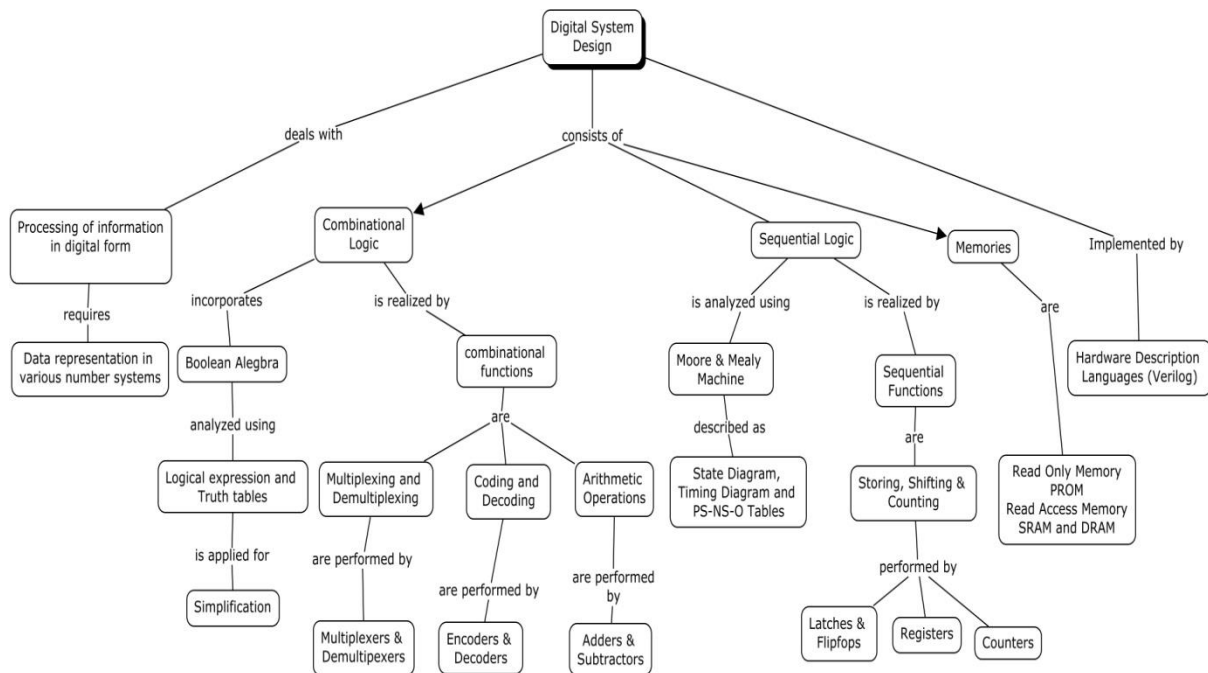 Digital System
Design
deals with
consists of
Processing of information
in digital form
Combinational
Logic
Sequential Logic
Memories
Implemented by
requires
incorporates
is realized by
is analyzed using
is realized by
are
Data representation in
various number systems
Boolean Alegbra
combinational
functions
Moore & Mealy
Machine
Sequential
Functions
Hardware Description
Languages (Verilog)
analyzed using
are
described as
are
Logical expression and
Truth tables
Multiplexing and
Demultiplexing
Coding and
Decoding
Arithmetic
Operations
State Diagram,
Timing Diagram and
PS-NS-O Tables
Storing, Shifting &
Counting
Read Only Memory
PROM
Read Access Memory
SRAM and DRAM
is applied for
are performed by
are performed by
are performed
by
performed by
Simplification
Multiplexers &
Demultipexers
Encoders &
Decoders
Adders &
Subtractors
Latches &
Flipfops
Registers
Counters